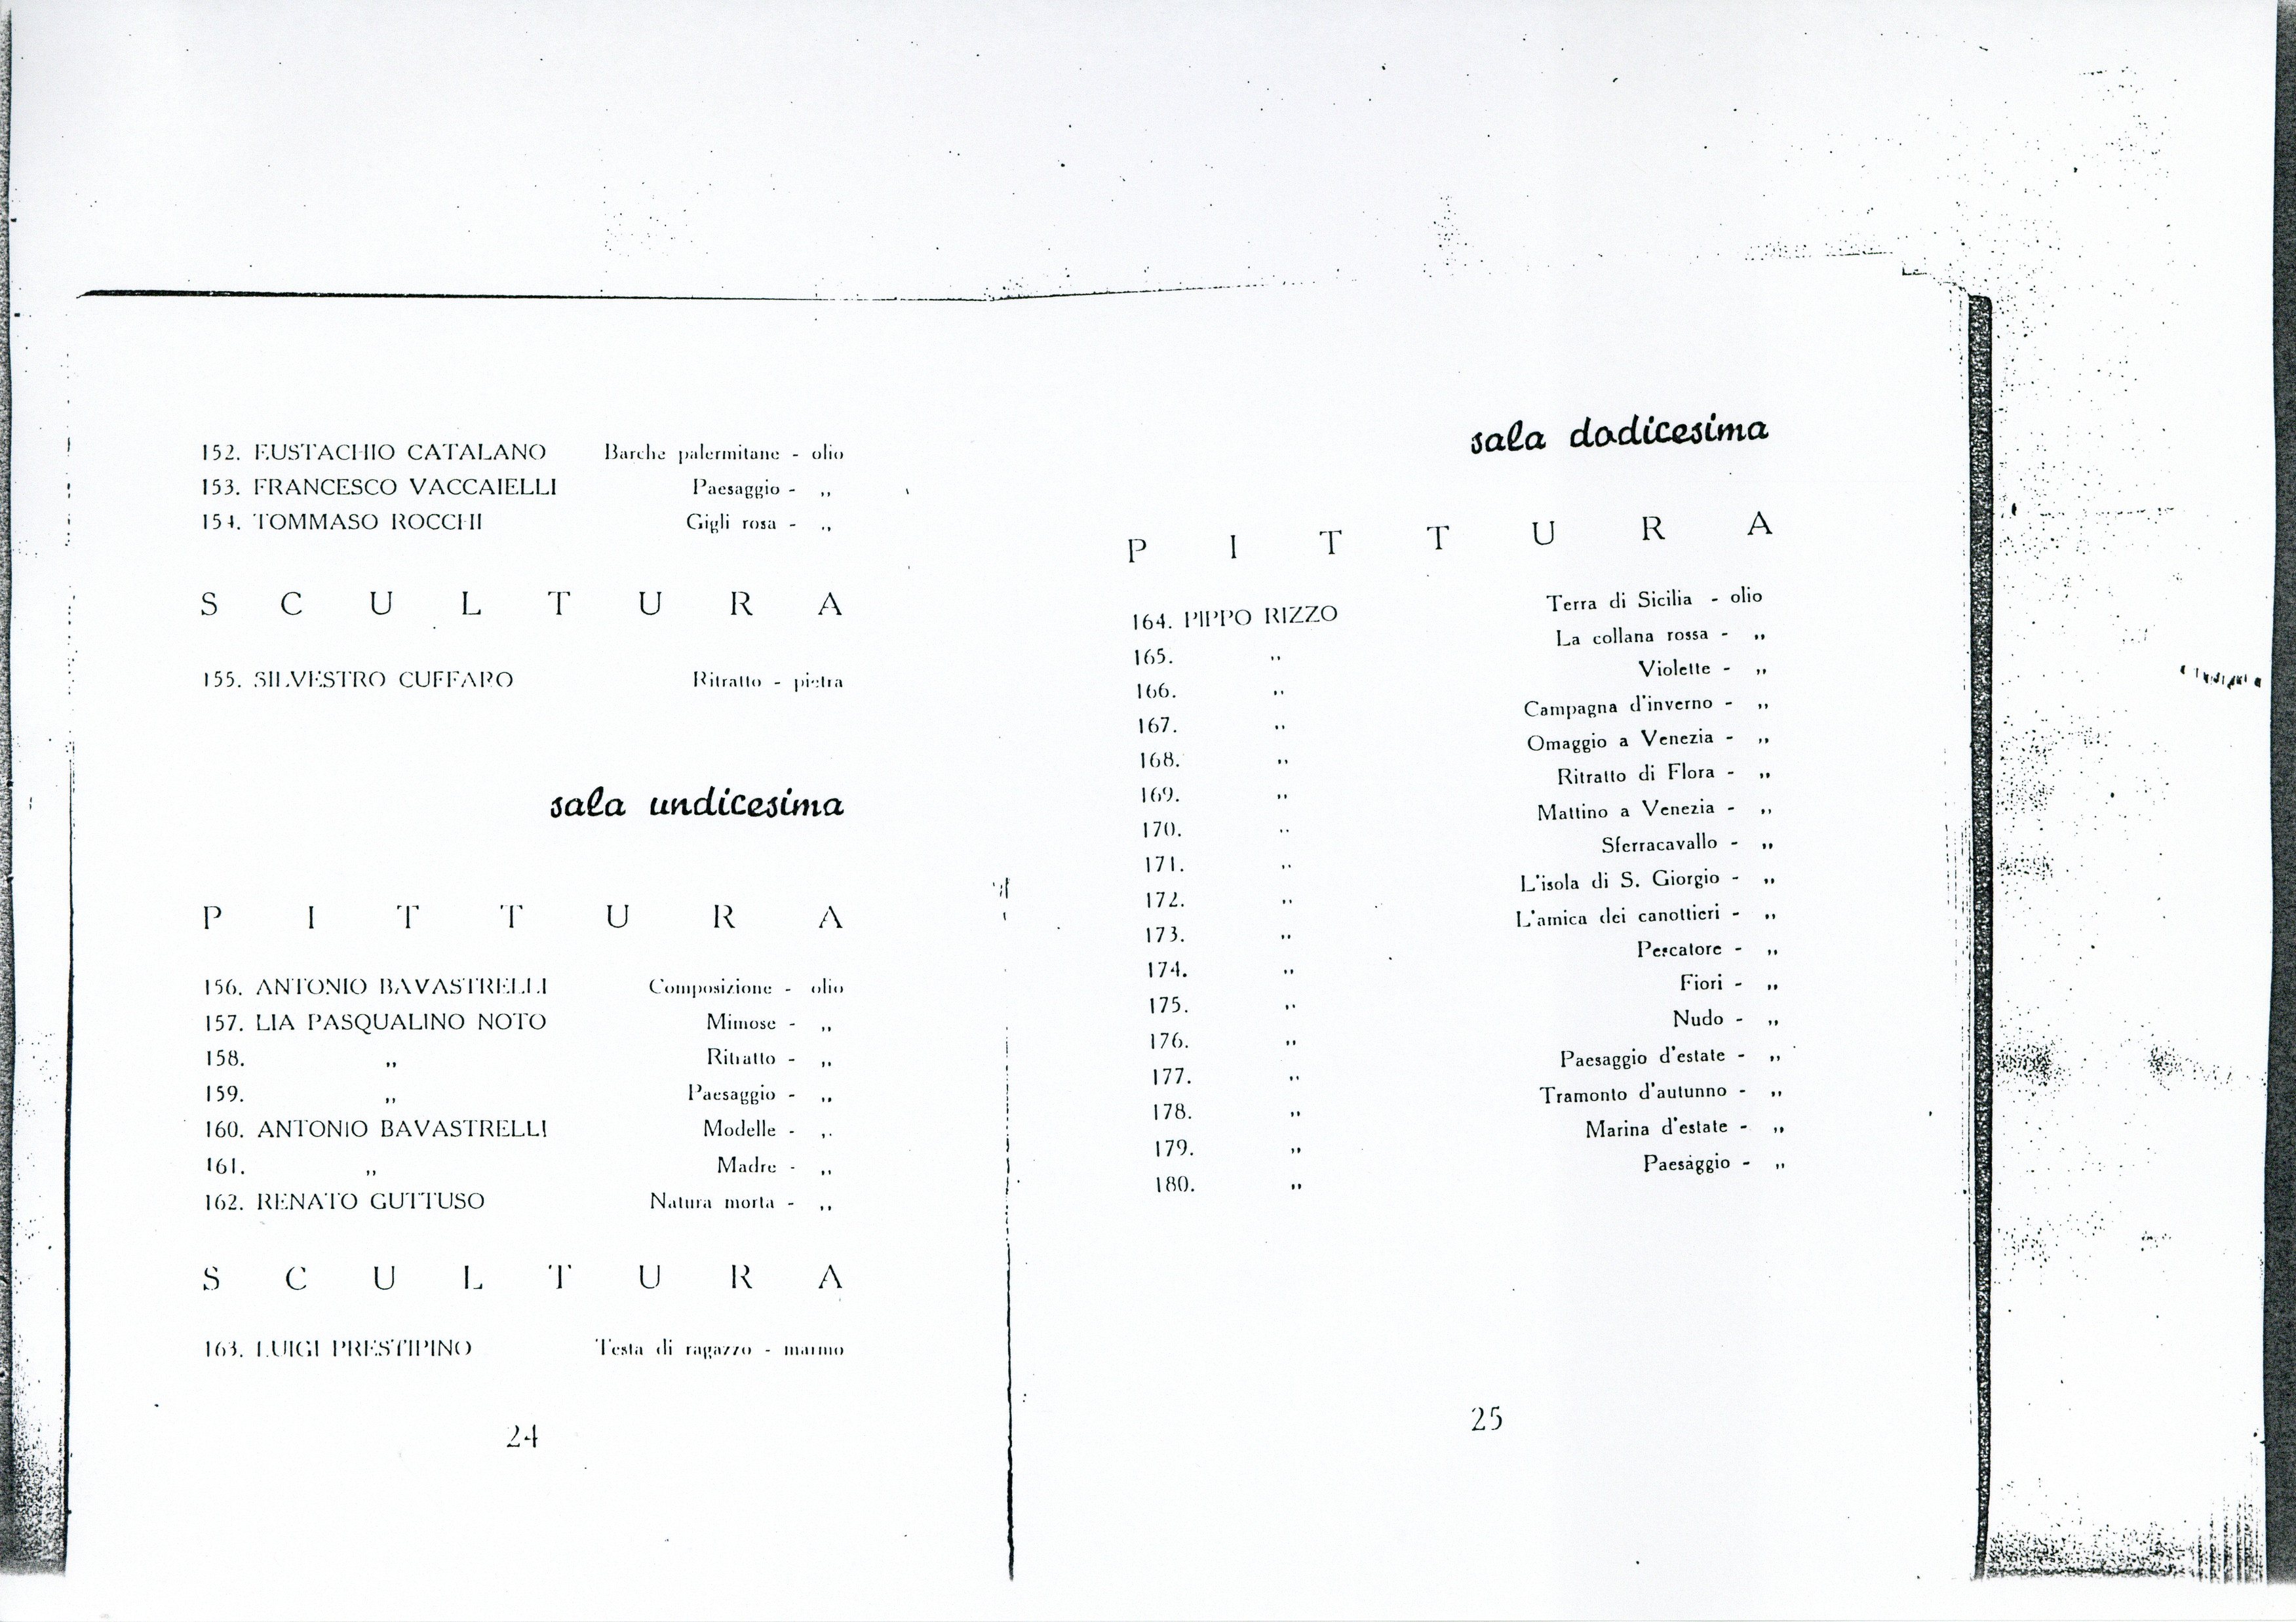 152. EUSTACHIO CATALANO Barche palermitane - olio
153. FRANCESCO VACCAIELLI Paesaggio - ,,
154. TOMMASO ROCCHI Gigli rosa - ,,
S C U L T U R A
155. SILVESTRO CUFFARO Ritratto - pietra
sala undicesima
P I T T U R A
156. ANTONIO BAVASTRELLI Composizione - olio
157. LIA PASQUALINO NOTO Mimose - ,,
158. ,, Ritratto - ,,
159. ,, Paesaggio - ,,
160. ANTONIO BAVASTRELLI Modelle - ,,
161. ,, Madre - ,,
162. RENATO GUTTUSO Natura morta - ,,
S C U L T U R A
163. LUIGI PRESTIPINO Testa di ragazzo - marmo
24
sala dodicesima
P I T T U R A
164. PIPPO RIZZO Terra di Sicilia - olio
165. ,, La collana rossa - ,,
166. ,, Violette - ,,
167. ,, Campagna d'inverno - ,,
168. ,, Omaggio a Venezia - ,,
169. ,, Ritratto di Flora - ,,
170. ,, Mattino a Venezia - ,,
171. ,, Sferracavallo - ,,
172. ,, L'isola di S. Giorgio - ,,
173. ,, L'amica dei canottieri - ,,
174. ,, Pescatore - ,,
175. ,, Fiori - ,,
176. ,, Nudo - ,,
177. ,, Paesaggio d'estate - ,,
178. ,, Tramonto d'autunno - ,,
179. ,, Marina d'estate - ,,
180. ,, Paesaggio - ,,
25